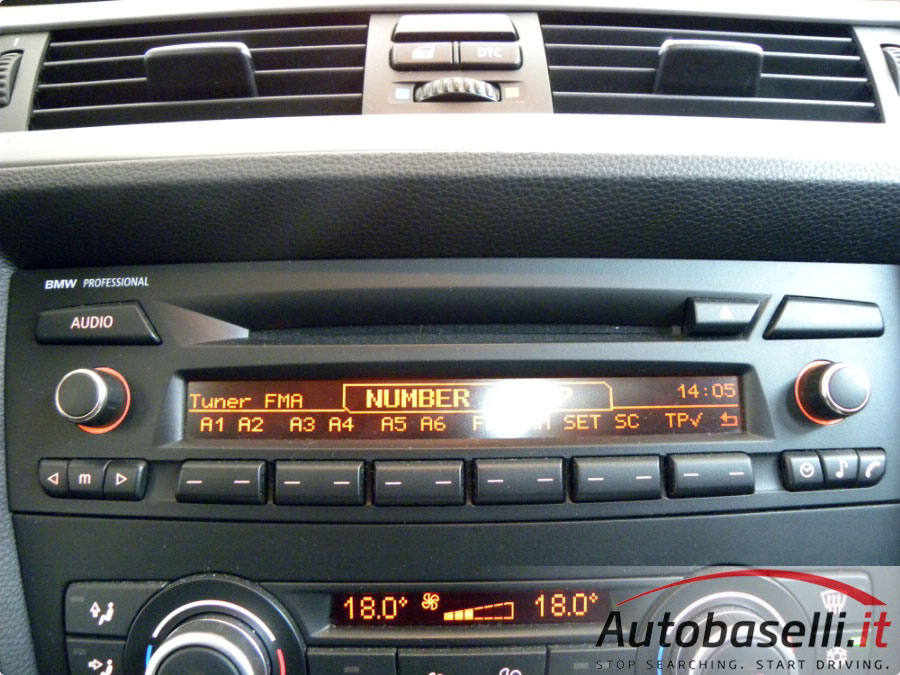 DTC
BMW PROFESSIONAL
AUDIO
Tuner FMA NUMBER 14:05
A1 A2 A3 A4 A5 A6 SET SC TP√
m
18.0° 18.0°
Autobaselli.it
STOP SEARCHING. START DRIVING.